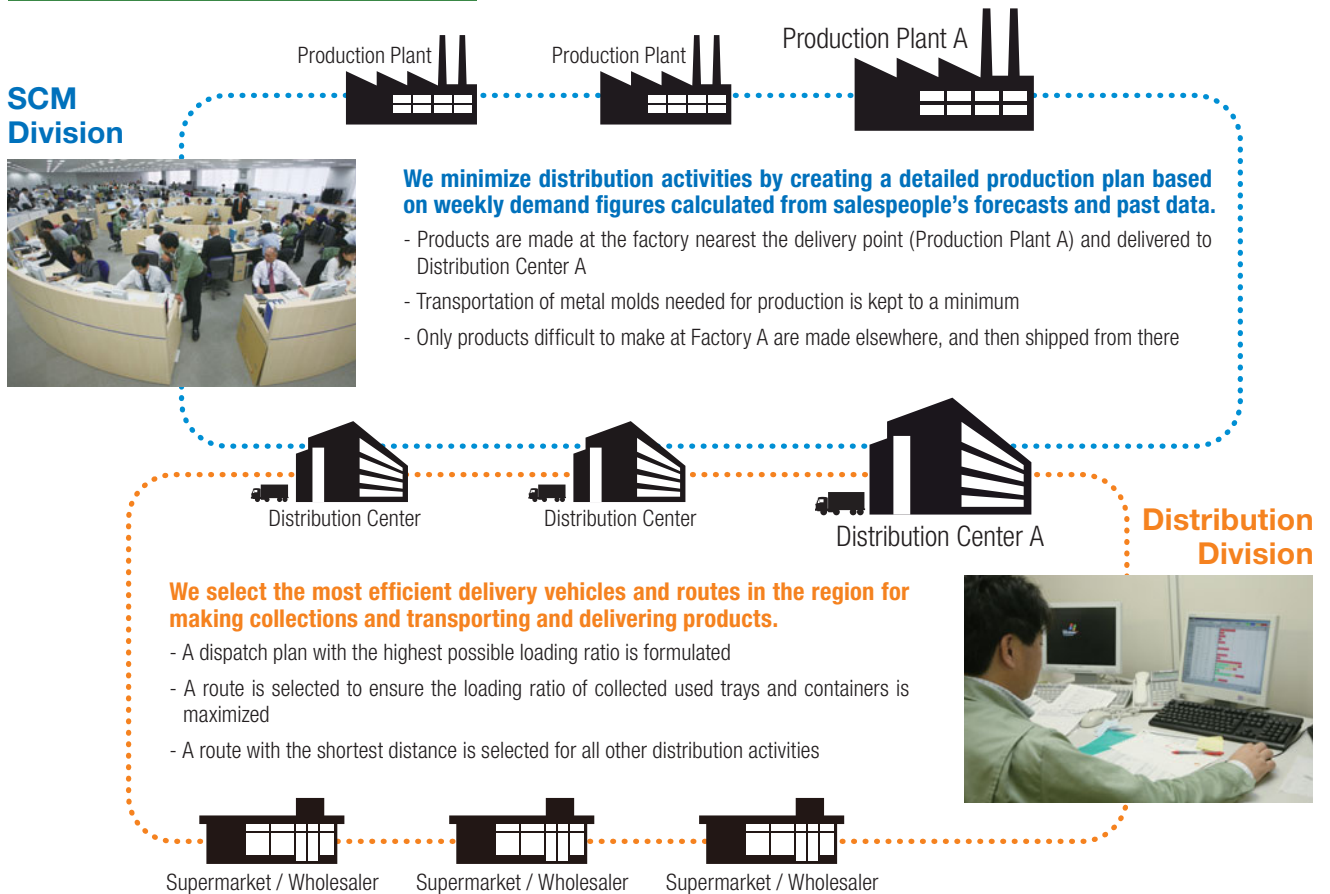 Production Plant
Production Plant
Production Plant A
SCM
Division
We minimize distribution activities by creating a detailed production plan based
on weekly demand figures calculated from salespeople’s forecasts and past data.
- Products are made at the factory nearest the delivery point (Production Plant A) and delivered to
Distribution Center A
- Transportation of metal molds needed for production is kept to a minimum
- Only products difficult to make at Factory A are made elsewhere, and then shipped from there
Distribution Center
Distribution Center
Distribution Center A
Distribution
Division
We select the most efficient delivery vehicles and routes in the region for
making collections and transporting and delivering products.
- A dispatch plan with the highest possible loading ratio is formulated
- A route is selected to ensure the loading ratio of collected used trays and containers is
maximized
- A route with the shortest distance is selected for all other distribution activities
Supermarket / Wholesaler
Supermarket / Wholesaler
Supermarket / Wholesaler